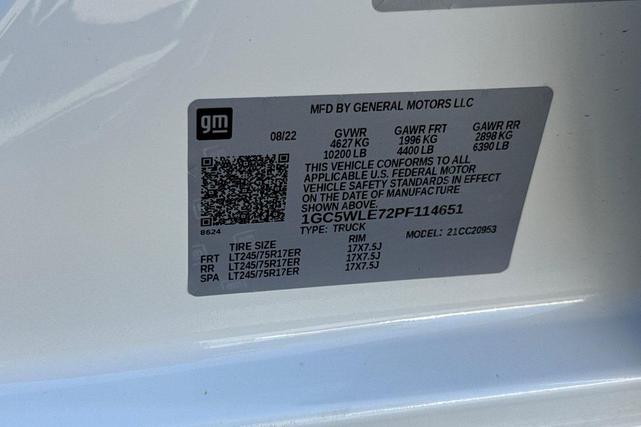 MFD BY GENERAL MOTORS LLC
gm
08/22 GVWR GAWR FRT GAWR RR
4627 KG 1996 KG 2898 KG
10200 LB 4400 LB 6390 LB
THIS VEHICLE CONFORMS TO ALL
APPLICABLE U.S. FEDERAL MOTOR
VEHICLE SAFETY STANDARDS IN EFFECT
ON THE DATE OF MANUFACTURE
SHOWN ABOVE.
1GC5WLE72PF114651
8624 TYPE: TRUCK MODEL: 21CC20953
TIRE SIZE RIM
FRT LT245/75R17ER 17X7.5J
RR LT245/75R17ER 17X7.5J
SPA LT245/75R17ER 17X7.5J